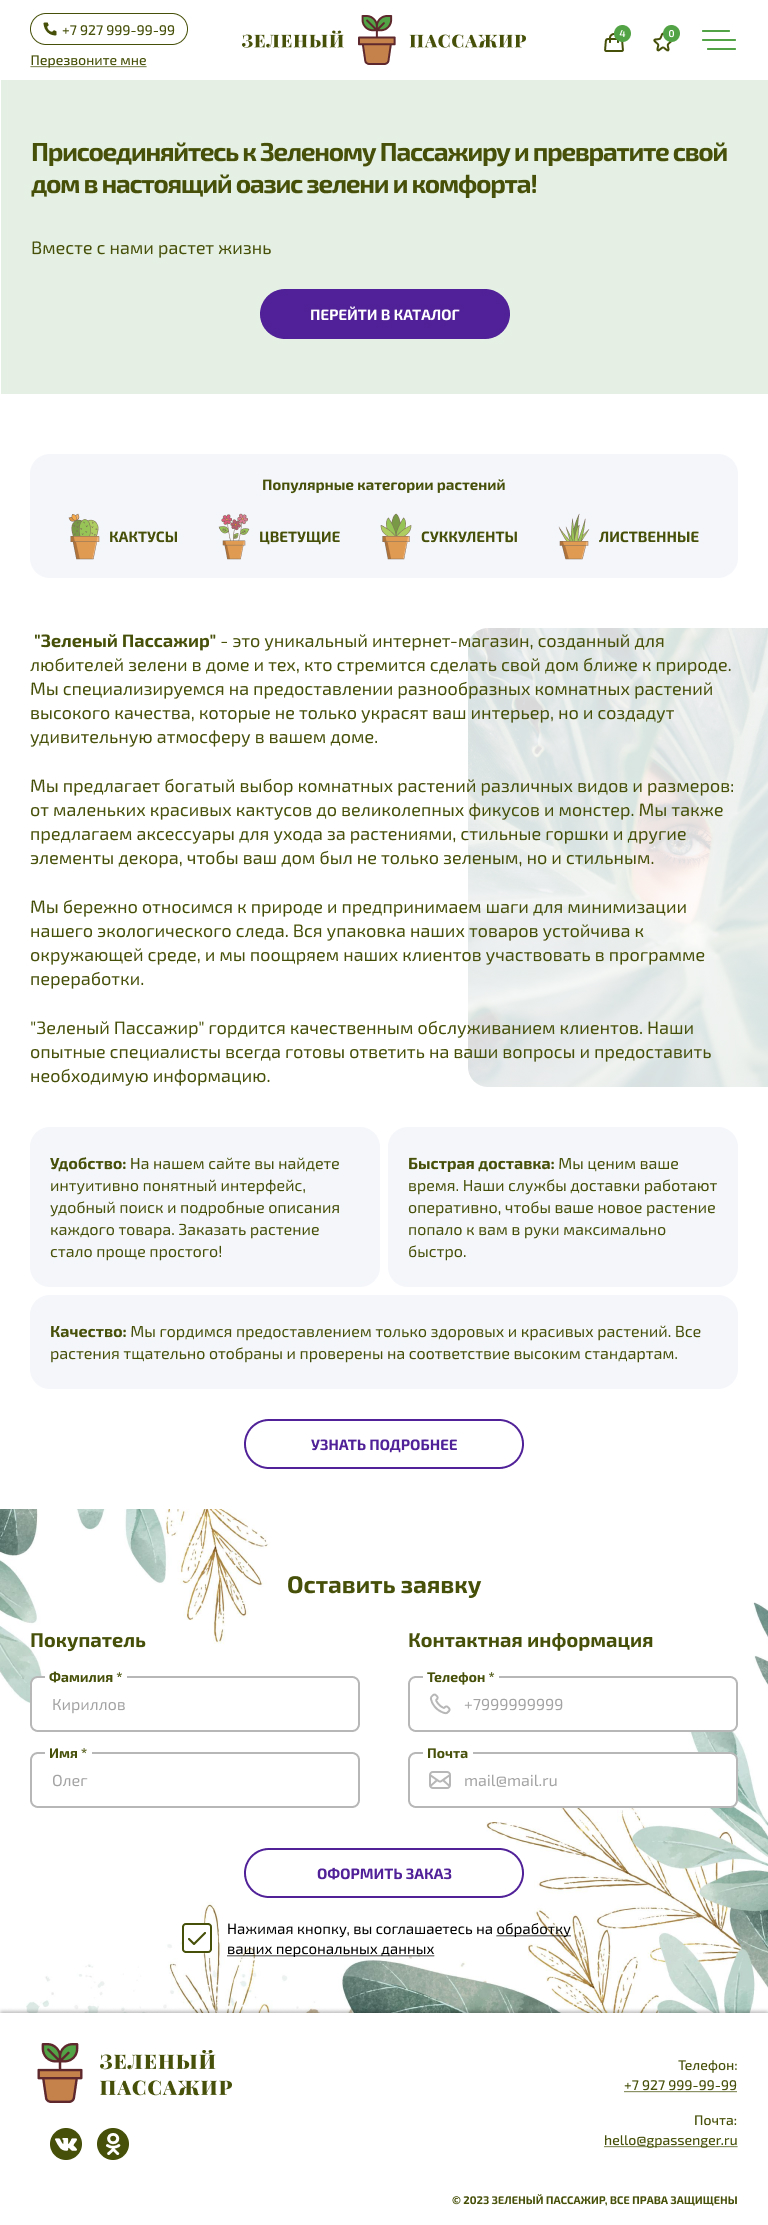 +7 927 999-99-99
Перезвоните мне
ЗЕЛЕНЫЙ ПАССАЖИР
4
0
Присоединяйтесь к Зеленому Пассажиру и превратите свой
дом в настоящий оазис зелени и комфорта!
Вместе с нами растет жизнь
ПЕРЕЙТИ В КАТАЛОГ
Популярные категории растений
КАКТУСЫ ЦВЕТУЩИЕ СУККУЛЕНТЫ ЛИСТВЕННЫЕ
"Зеленый Пассажир" - это уникальный интернет-магазин, созданный для
любителей зелени в доме и тех, кто стремится сделать свой дом ближе к природе.
Мы специализируемся на предоставлении разнообразных комнатных растений
высокого качества, которые не только украсят ваш интерьер, но и создадут
удивительную атмосферу в вашем доме.
Мы предлагает богатый выбор комнатных растений различных видов и размеров:
от маленьких красивых кактусов до великолепных фикусов и монстер. Мы также
предлагаем аксессуары для ухода за растениями, стильные горшки и другие
элементы декора, чтобы ваш дом был не только зеленым, но и стильным.
Мы бережно относимся к природе и предпринимаем шаги для минимизации
нашего экологического следа. Вся упаковка наших товаров устойчива к
окружающей среде, и мы поощряем наших клиентов участвовать в программе
переработки.
"Зеленый Пассажир" гордится качественным обслуживанием клиентов. Наши
опытные специалисты всегда готовы ответить на ваши вопросы и предоставить
необходимую информацию.
Удобство: На нашем сайте вы найдете
интуитивно понятный интерфейс,
удобный поиск и подробные описания
каждого товара. Заказать растение
стало проще простого!
Быстрая доставка: Мы ценим ваше
время. Наши службы доставки работают
оперативно, чтобы ваше новое растение
попало к вам в руки максимально
быстро.
Качество: Мы гордимся предоставлением только здоровых и красивых растений. Все
растения тщательно отобраны и проверены на соответствие высоким стандартам.
УЗНАТЬ ПОДРОБНЕЕ
Оставить заявку
Покупатель
Фамилия *
Кириллов
Имя *
Олег
Контактная информация
Телефон *
+7999999999
Почта
mail@mail.ru
ОФОРМИТЬ ЗАКАЗ
Нажимая кнопку, вы соглашаетесь на обработку
ваших персональных данных
ЗЕЛЕНЫЙ
ПАССАЖИР
Телефон:
+7 927 999-99-99
Почта:
hello@gpassenger.ru
© 2023 ЗЕЛЕНЫЙ ПАССАЖИР, ВСЕ ПРАВА ЗАЩИЩЕНЫ